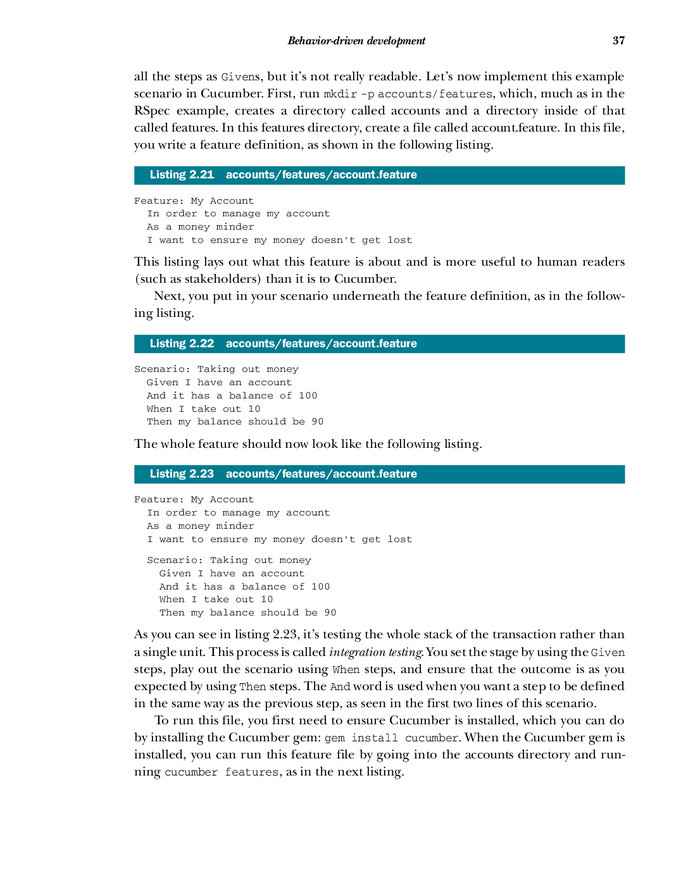 Behavior-driven development 37
all the steps as Givens, but it's not really readable. Let's now implement this example
scenario in Cucumber. First, run mkdir -p accounts/features, which, much as in the
RSpec example, creates a directory called accounts and a directory inside of that
called features. In this features directory, create a file called account.feature. In this file,
you write a feature definition, as shown in the following listing.
Listing 2.21 accounts/features/account.feature
Feature: My Account
In order to manage my account
As a money minder
I want to ensure my money doesn't get lost
This listing lays out what this feature is about and is more useful to human readers
(such as stakeholders) than it is to Cucumber.
Next, you put in your scenario underneath the feature definition, as in the follow-
ing listing.
Listing 2.22 accounts/features/account.feature
Scenario: Taking out money
Given I have an account
And it has a balance of 100
When I take out 10
Then my balance should be 90
The whole feature should now look like the following listing.
Listing 2.23 accounts/features/account.feature
Feature: My Account
In order to manage my account
As a money minder
I want to ensure my money doesn't get lost
Scenario: Taking out money
Given I have an account
And it has a balance of 100
When I take out 10
Then my balance should be 90
As you can see in listing 2.23, it's testing the whole stack of the transaction rather than
a single unit. This process is called integration testing. You set the stage by using the Given
steps, play out the scenario using When steps, and ensure that the outcome is as you
expected by using Then steps. The And word is used when you want a step to be defined
in the same way as the previous step, as seen in the first two lines of this scenario.
To run this file, you first need to ensure Cucumber is installed, which you can do
by installing the Cucumber gem: gem install cucumber. When the Cucumber gem is
installed, you can run this feature file by going into the accounts directory and run-
ning cucumber features, as in the next listing.